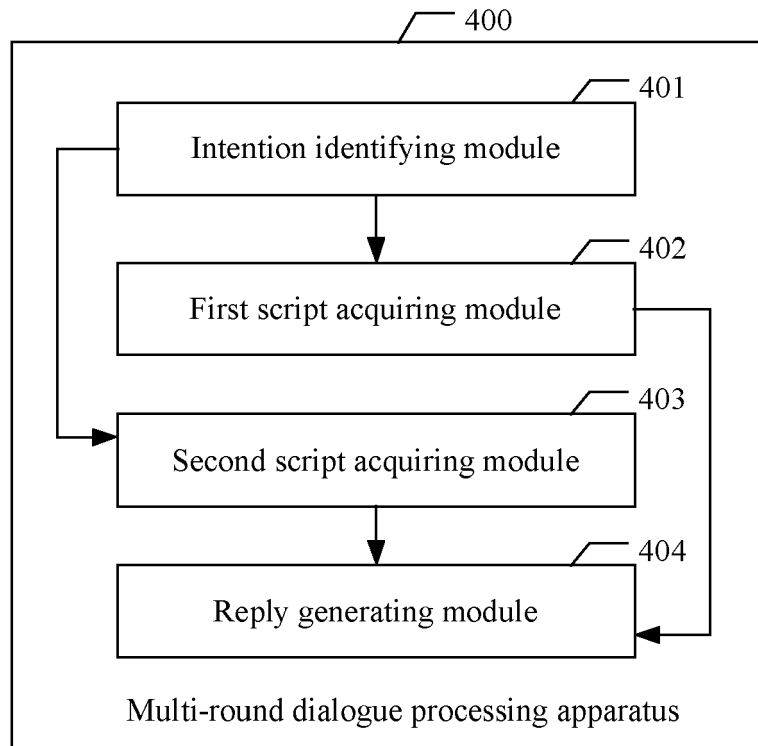 400
401
Intention identifying module
402
First script acquiring module
403
Second script acquiring module
404
Reply generating module
Multi-round dialogue processing apparatus